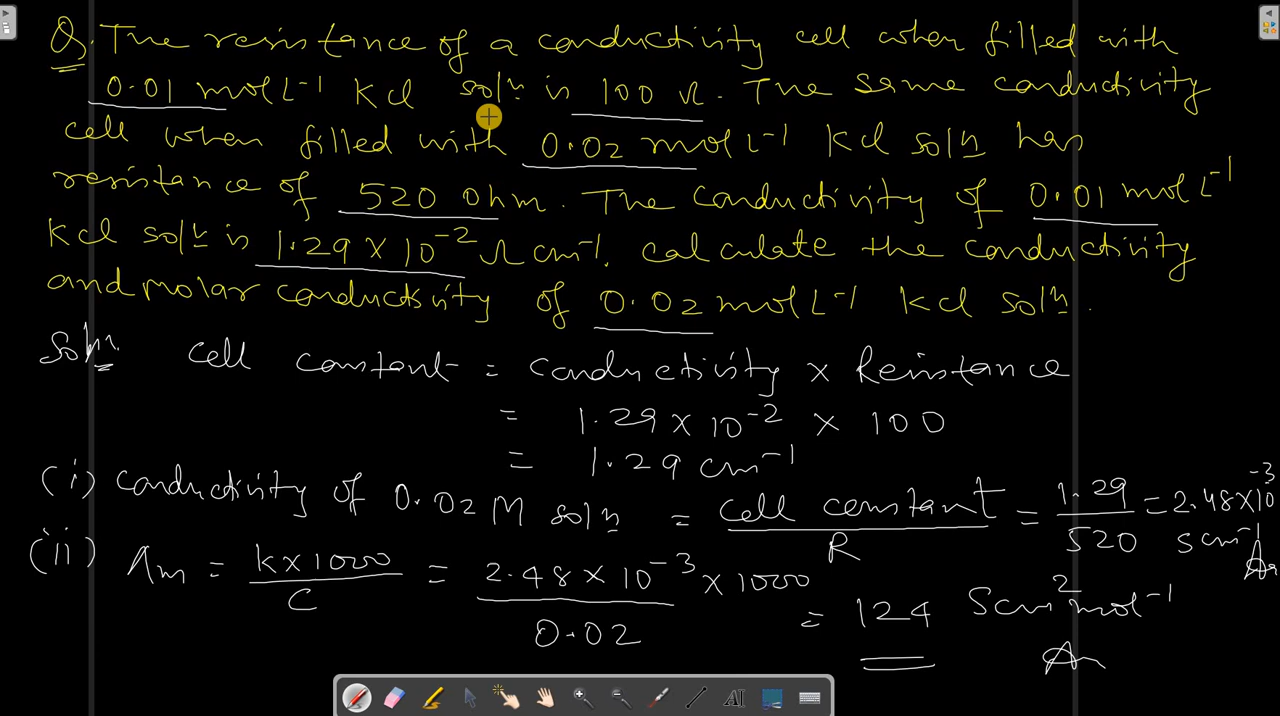 Q. The resistance of a conductivity cell when filled with
0.01 mol L⁻¹ KCl solⁿ is 100 Ω. The same conductivity
cell when filled with 0.02 mol L⁻¹ KCl solⁿ has
resistance of 520 ohm. The conductivity of 0.01 mol L⁻¹
KCl solⁿ is 1.29 × 10⁻² Ω cm⁻¹. calculate the conductivity
and molar conductivity of 0.02 mol L⁻¹ KCl solⁿ.
Solⁿ. cell constant = conductivity × Resistance
= 1.29 × 10⁻² × 100
= 1.29 cm⁻¹
(i) conductivity of 0.02 M solⁿ = cell constant / R = 1.29 / 520 = 2.48 × 10⁻³ S cm⁻¹ An
(ii) Λm = K × 1000 / C = 2.48 × 10⁻³ × 1000 / 0.02 = 124 S cm² mol⁻¹
An
AI